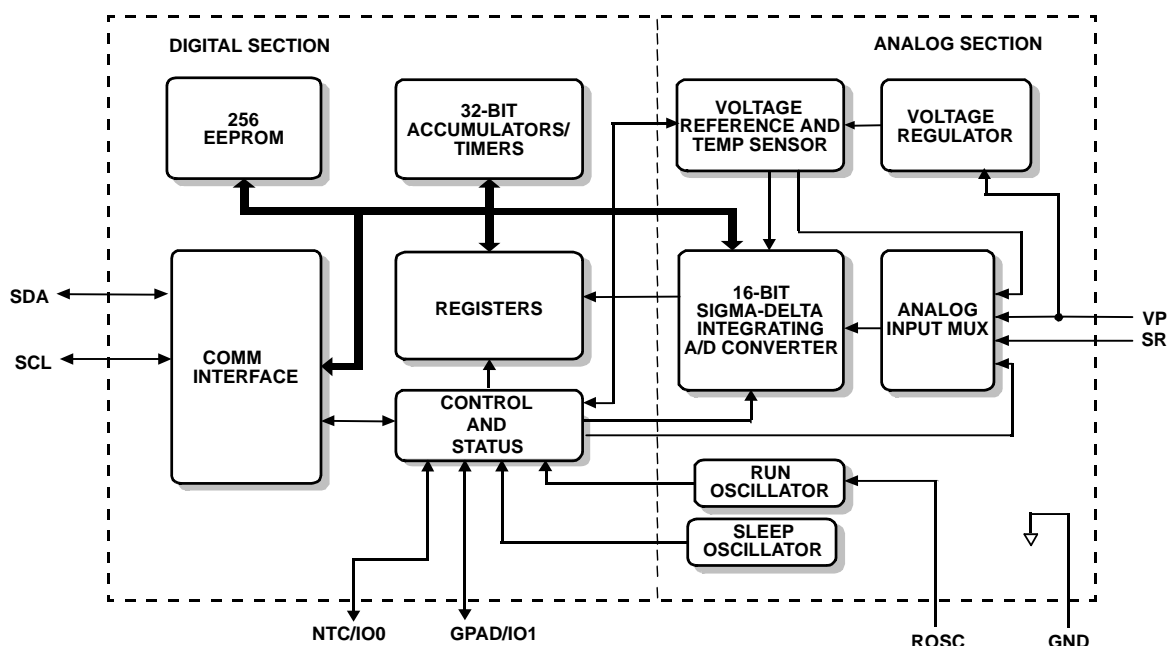 DIGITAL SECTION
ANALOG SECTION
256
EEPROM
32-BIT
ACCUMULATORS/
TIMERS
VOLTAGE
REFERENCE AND
TEMP SENSOR
VOLTAGE
REGULATOR
SDA
SCL
COMM
INTERFACE
REGISTERS
16-BIT
SIGMA-DELTA
INTEGRATING
A/D CONVERTER
ANALOG
INPUT MUX
VP
SR
CONTROL
AND
STATUS
RUN
OSCILLATOR
SLEEP
OSCILLATOR
NTC/IO0
GPAD/IO1
ROSC
GND